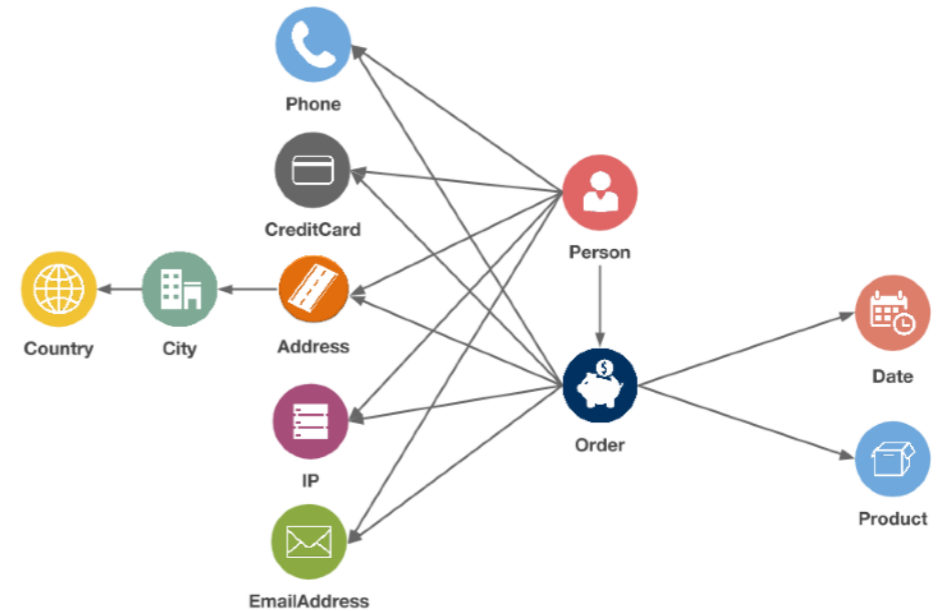 Phone
CreditCard
Person
Country
City
Address
Date
$
Order
IP
Product
EmailAddress